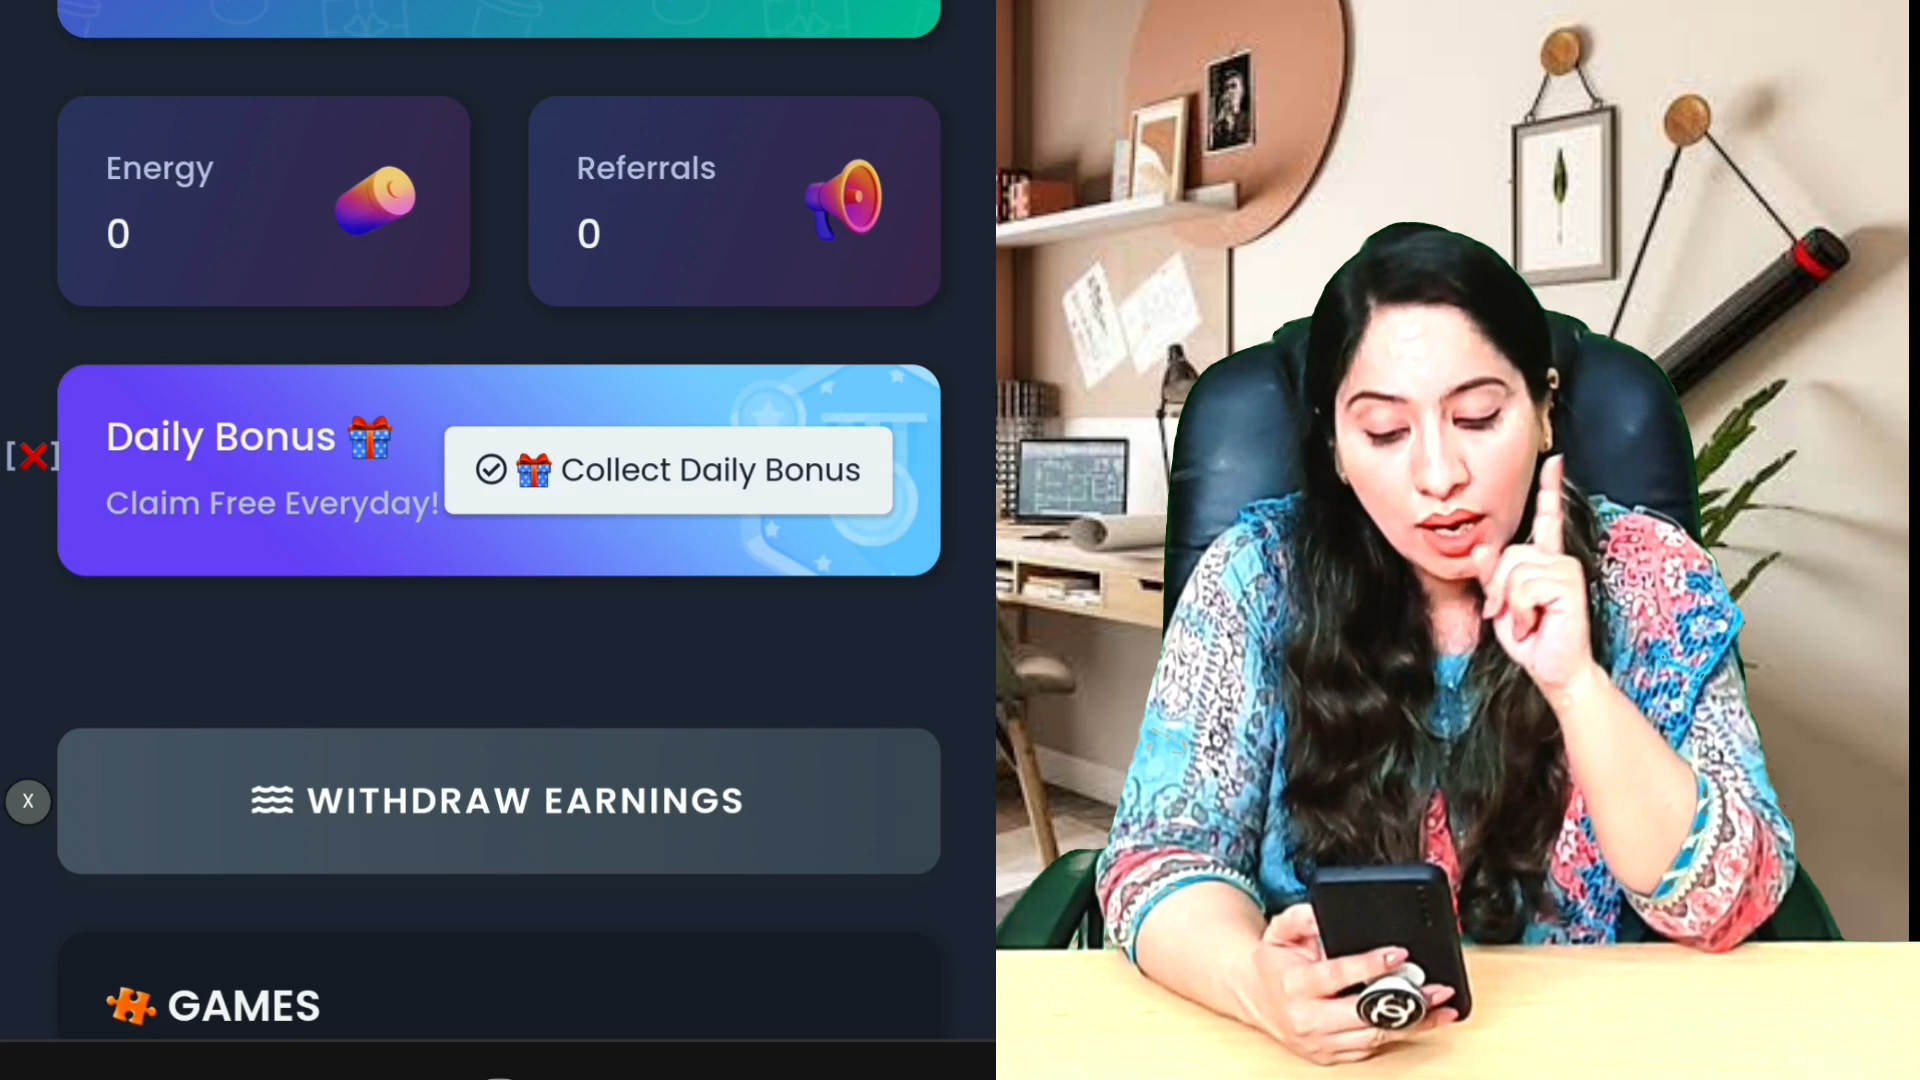 Energy
0
Referrals
0
Daily Bonus 🎁
Claim Free Everyday!
🎁 Collect Daily Bonus
[❌]
X
WITHDRAW EARNINGS
🧩 GAMES